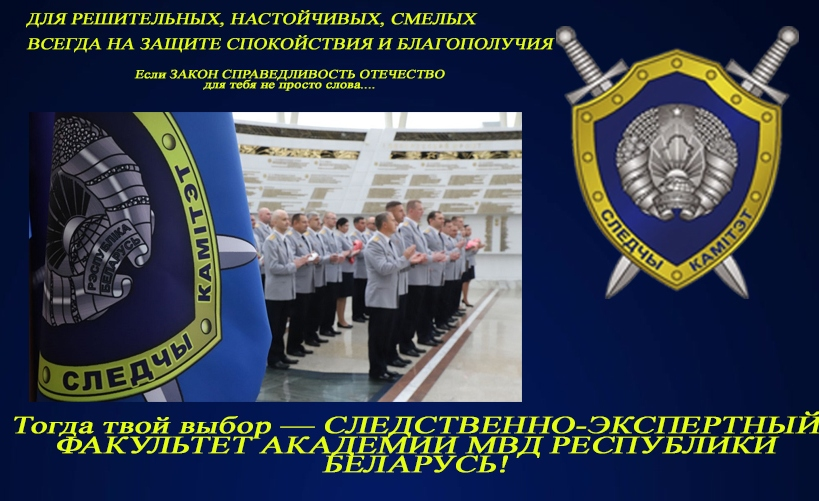 ДЛЯ РЕШИТЕЛЬНЫХ, НАСТОЙЧИВЫХ, СМЕЛЫХ
ВСЕГДА НА ЗАЩИТЕ СПОКОЙСТВИЯ И БЛАГОПОЛУЧИЯ
Если ЗАКОН СПРАВЕДЛИВОСТЬ ОТЕЧЕСТВО
для тебя не просто слова....
РЭСПУБЛІКА
БЕЛАРУСЬ
СЛЕДЧЫ КАМІТЭТ
СЛЕДЧЫ КАМІТЭТ
Тогда твой выбор — СЛЕДСТВЕННО-ЭКСПЕРТНЫЙ
ФАКУЛЬТЕТ АКАДЕМИИ МВД РЕСПУБЛИКИ
БЕЛАРУСЬ!